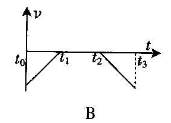 v
t₀ t₁ t₂ t t₃
B